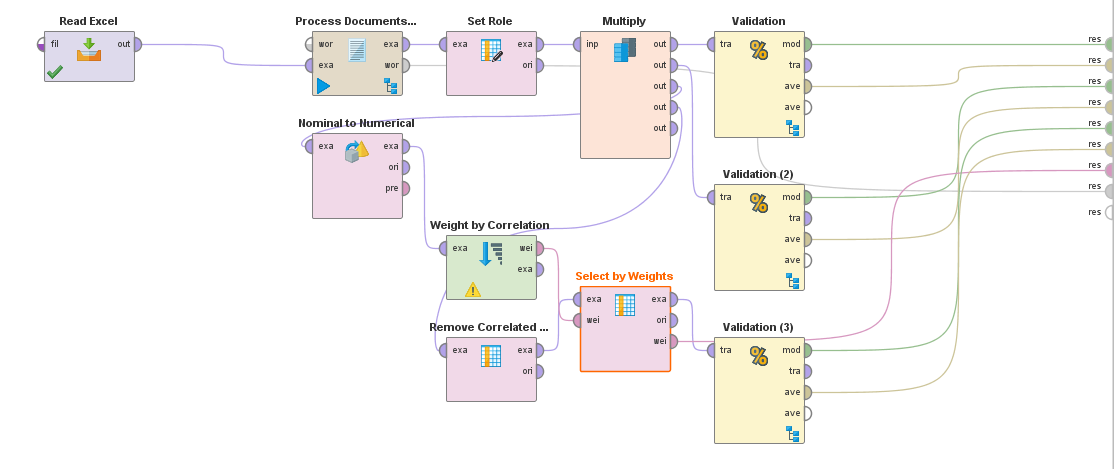 Read Excel
fil
out
Process Documents...
wor
exa
exa
wor
Set Role
exa
exa
ori
Multiply
inp
out
out
out
out
out
Validation
tra
mod
tra
ave
ave
Nominal to Numerical
exa
exa
ori
pre
Validation (2)
tra
mod
tra
ave
ave
Weight by Correlation
exa
wei
exa
Select by Weights
exa
wei
exa
ori
wei
Remove Correlated ...
exa
exa
ori
Validation (3)
tra
mod
tra
ave
ave
res
res
res
res
res
res
res
res
res